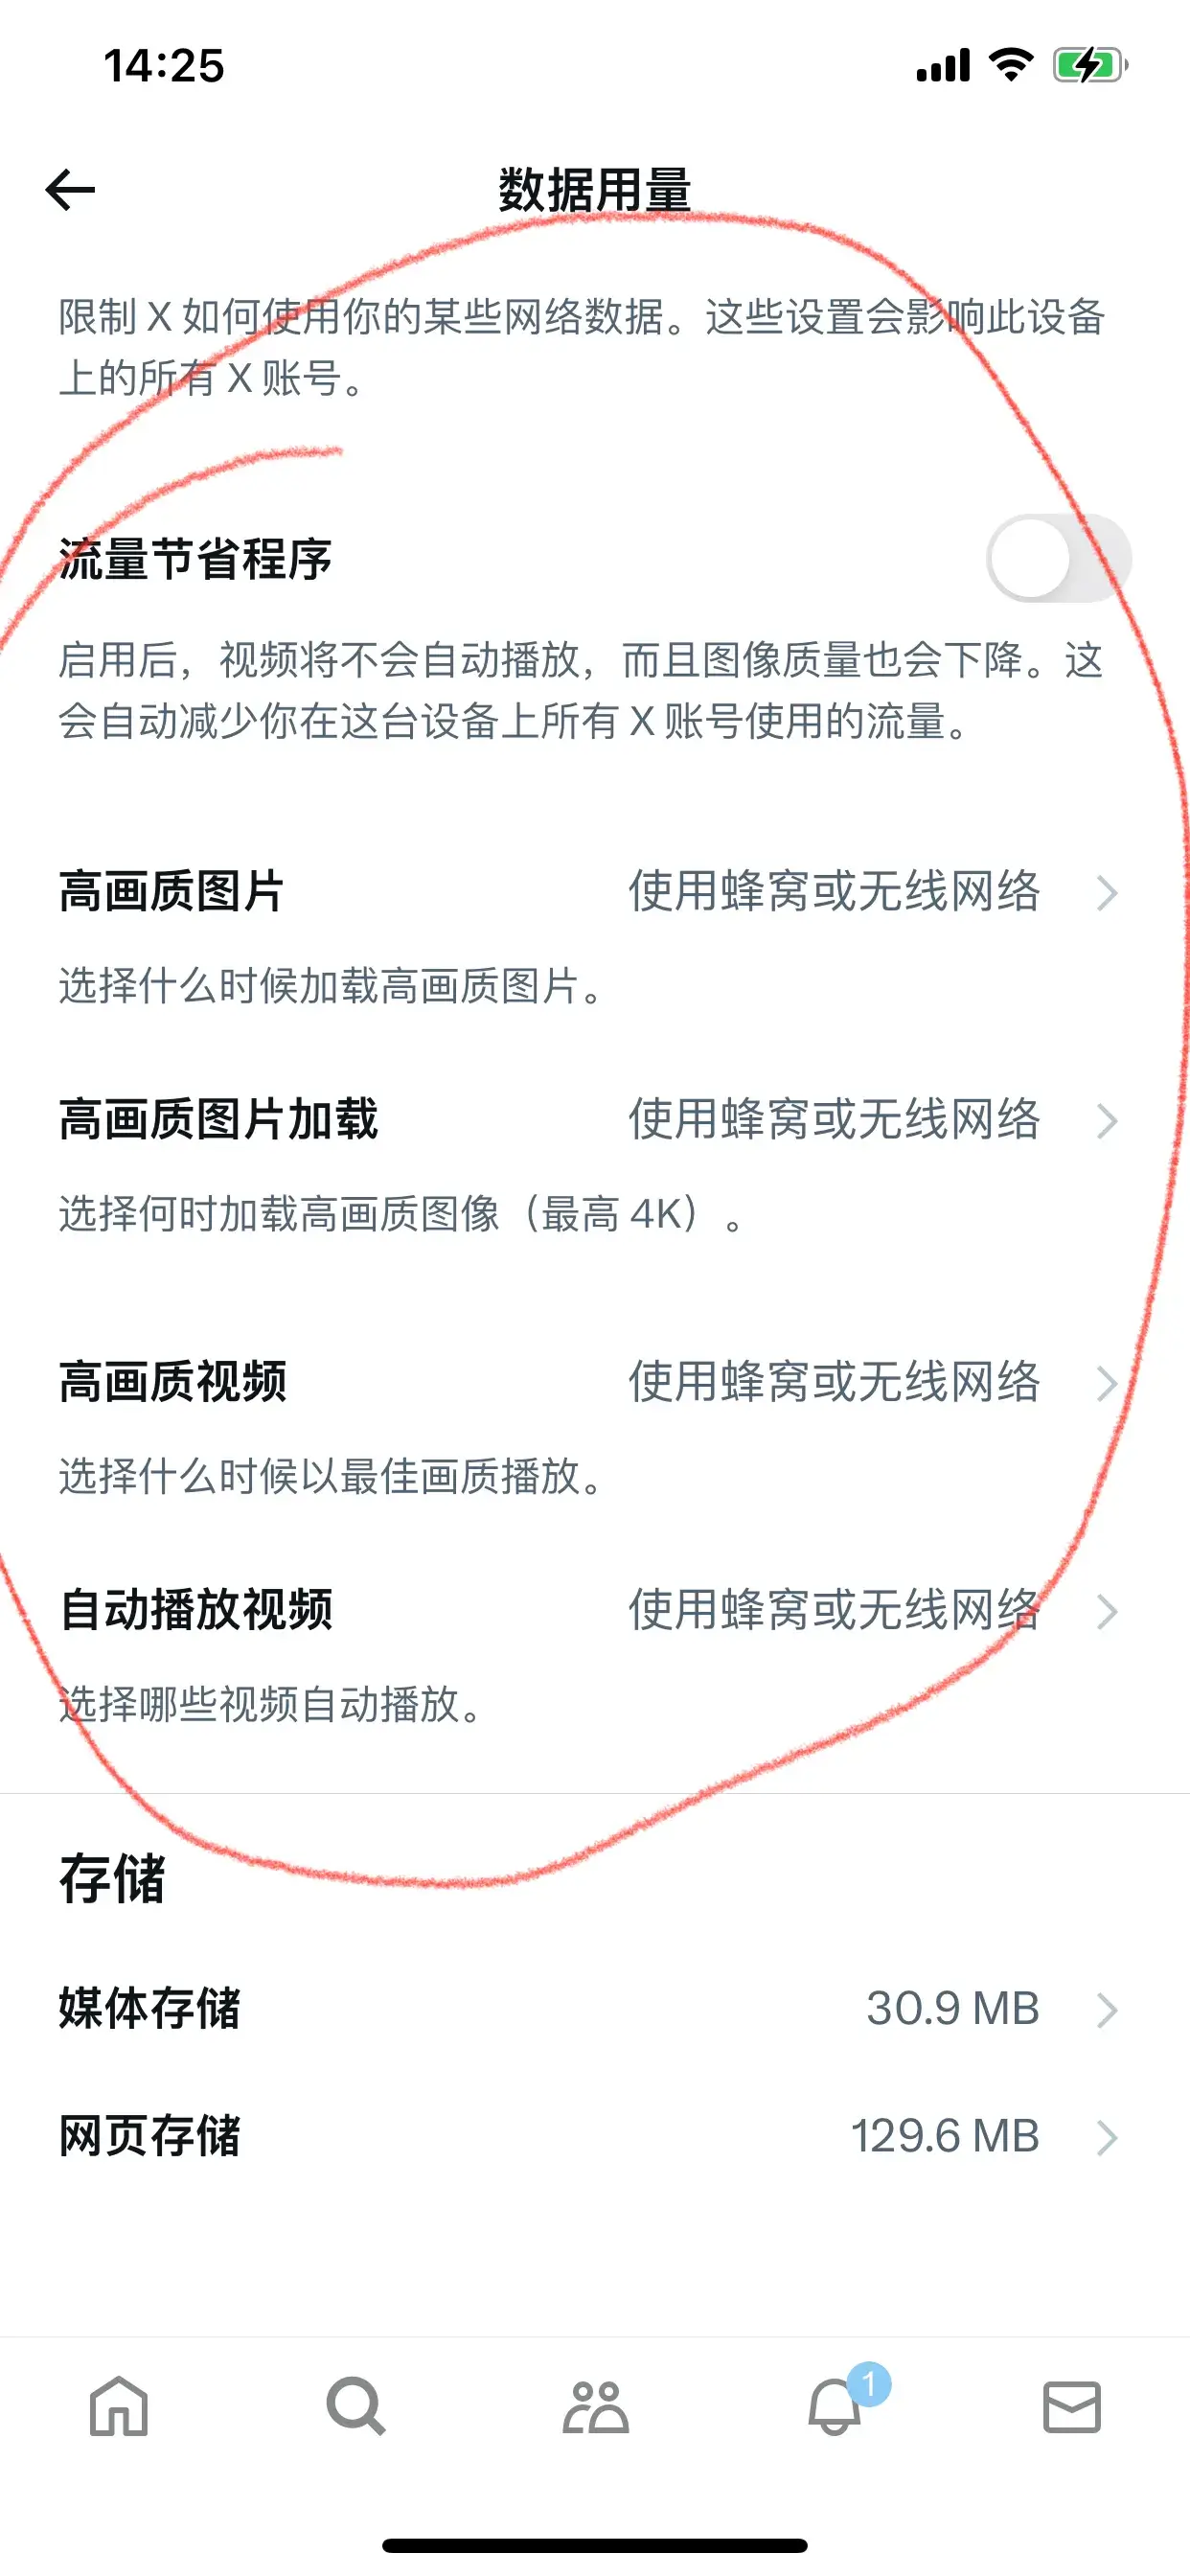 14:25
数据用量
限制 X 如何使用你的某些网络数据。这些设置会影响此设备
上的所有 X 账号。
流量节省程序
启用后，视频将不会自动播放，而且图像质量也会下降。这
会自动减少你在这台设备上所有 X 账号使用的流量。
高画质图片 使用蜂窝或无线网络
选择什么时候加载高画质图片。
高画质图片加载 使用蜂窝或无线网络
选择何时加载高画质图像（最高 4K）。
高画质视频 使用蜂窝或无线网络
选择什么时候以最佳画质播放。
自动播放视频 使用蜂窝或无线网络
选择哪些视频自动播放。
存储
媒体存储 30.9 MB
网页存储 129.6 MB
1